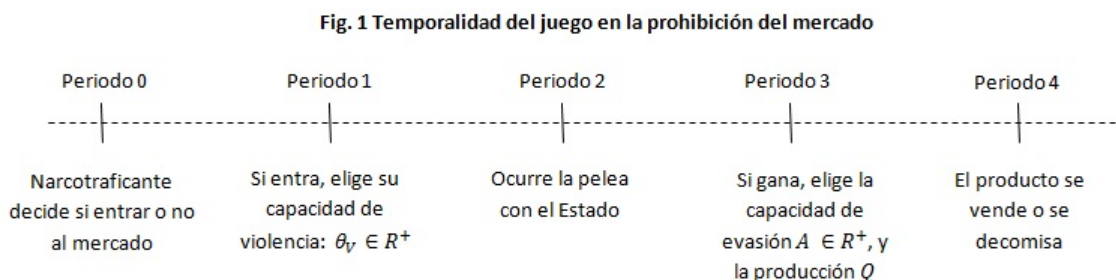 Fig. 1 Temporalidad del juego en la prohibición del mercado
Periodo 0
Periodo 1
Periodo 2
Periodo 3
Periodo 4
Narcotraficante
decide si entrar o no
al mercado
Si entra, elige su
capacidad de
violencia: θ_V ∈ R⁺
Ocurre la pelea
con el Estado
Si gana, elige la
capacidad de
evasión A ∈ R⁺, y
la producción Q
El producto se
vende o se
decomisa